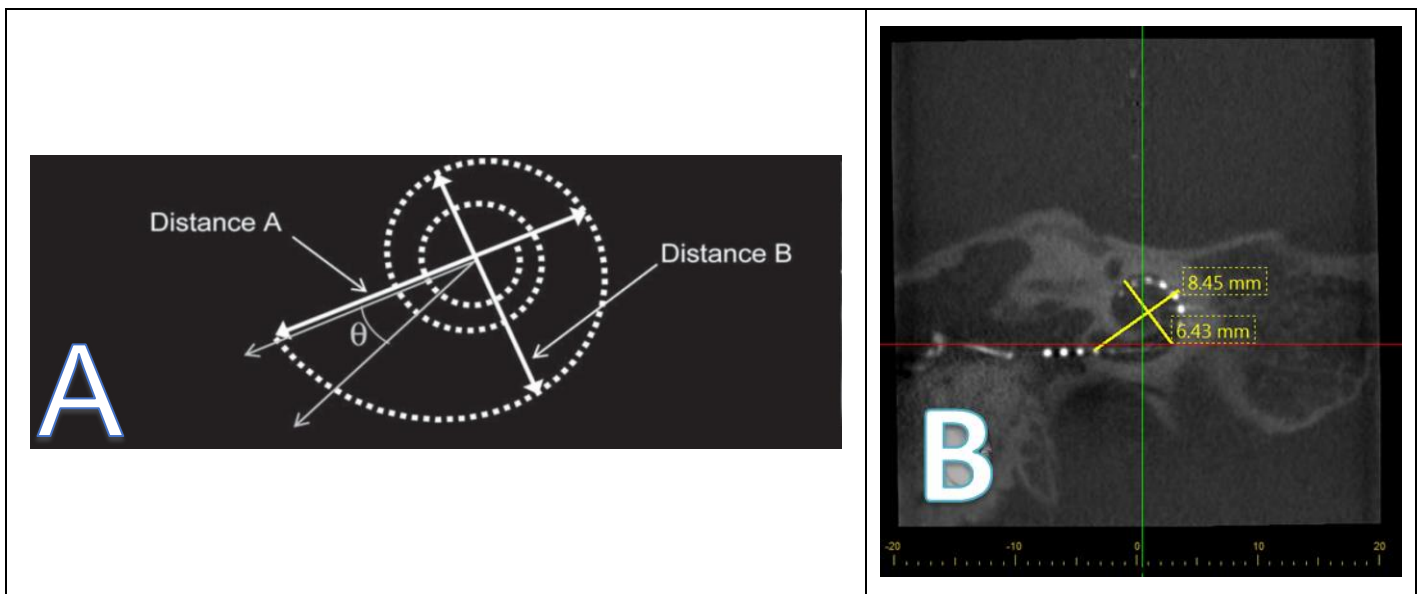 Distance A
Distance B
θ
A
8.45 mm
6.43 mm
B
-20 -10 0 10 20